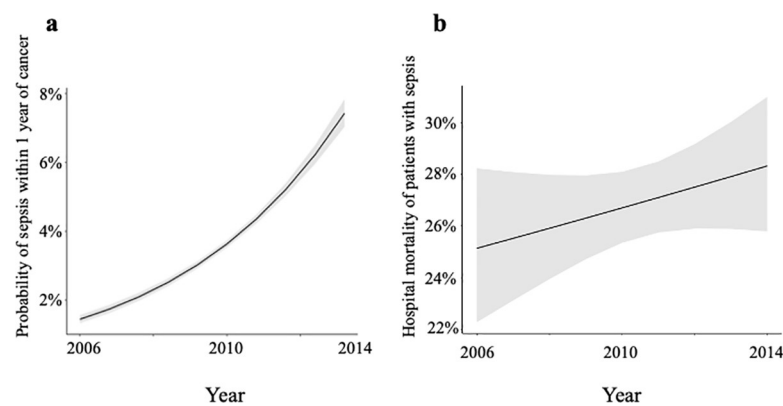 a
Probability of sepsis within 1 year of cancer
8%
6%
4%
2%
2006
2010
2014
Year
b
Hospital mortality of patients with sepsis
30%
28%
26%
24%
22%
2006
2010
2014
Year